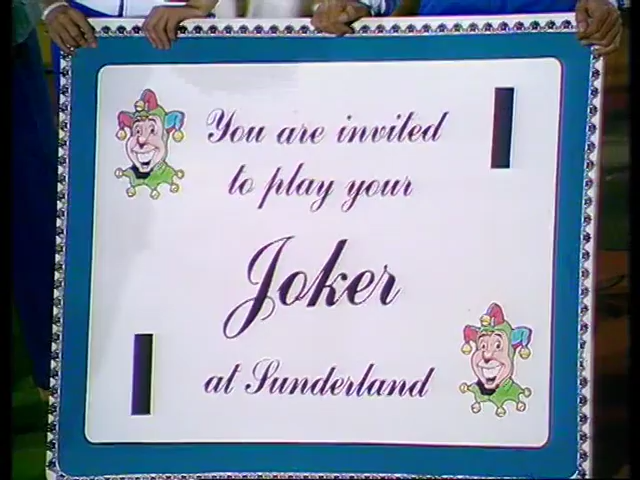 You are invited
to play your
Joker
at Sunderland